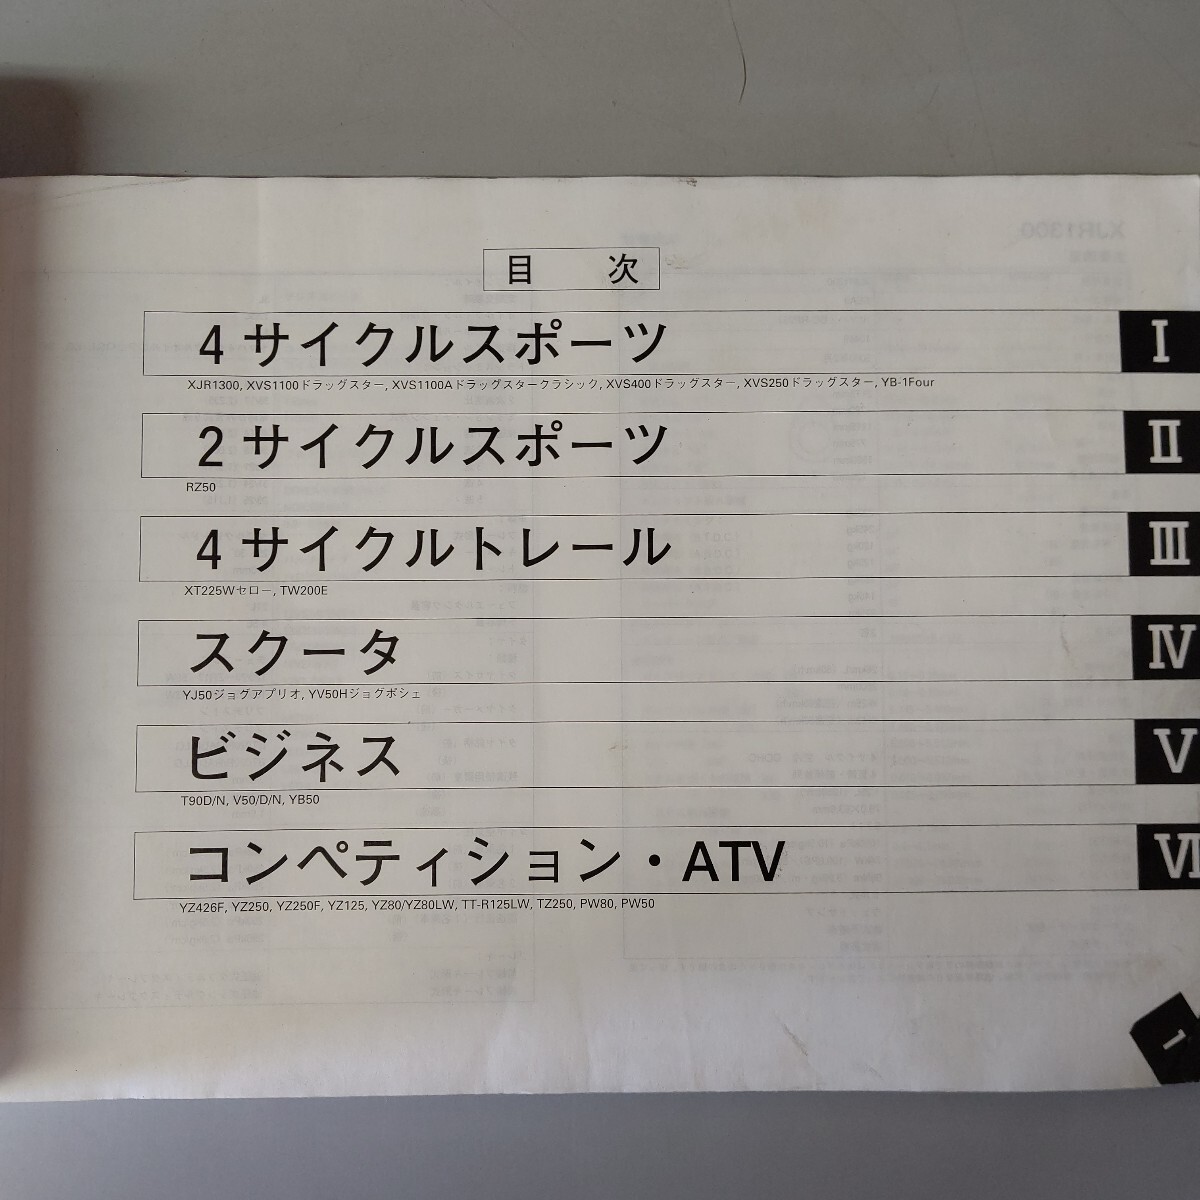 目 次
4サイクルスポーツ I
XJR1300, XVS1100ドラッグスター, XVS1100Aドラッグスタークラシック, XVS400ドラッグスター, XVS250ドラッグスター, YB-1Four
2サイクルスポーツ II
RZ50
4サイクルトレール III
XT225Wセロー, TW200E
スクータ IV
YJ50ジョグアプリオ, YV50Hジョグポシェ
ビジネス V
T90D/N, V50/D/N, YB50
コンペティション・ATV VI
YZ426F, YZ250, YZ250F, YZ125, YZ80/YZ80LW, TT-R125LW, TZ250, PW80, PW50
1